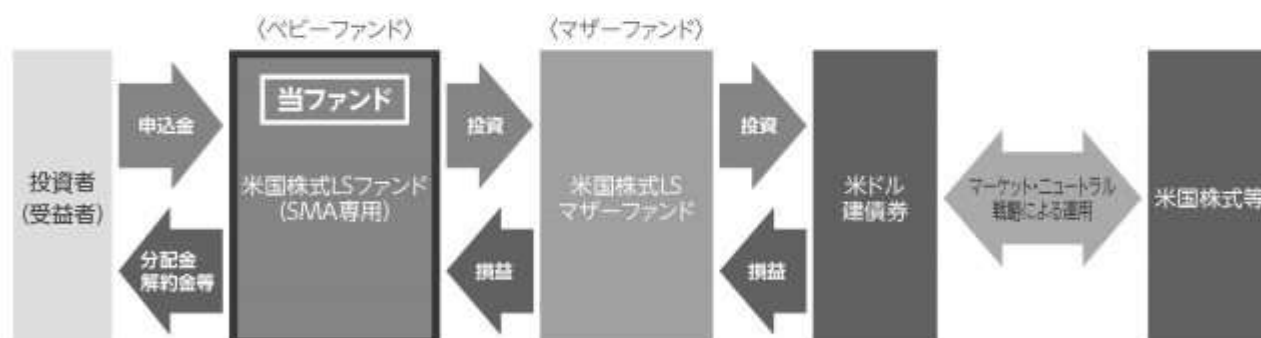 〈ベビーファンド〉
〈マザーファンド〉
投資者
(受益者)
申込金
分配金
解約金等
当ファンド
米国株式LSファンド
(SMA専用)
投資
損益
米国株式LS
マザーファンド
投資
損益
米ドル
建債券
マーケット・ニュートラル
戦略による運用
米国株式等